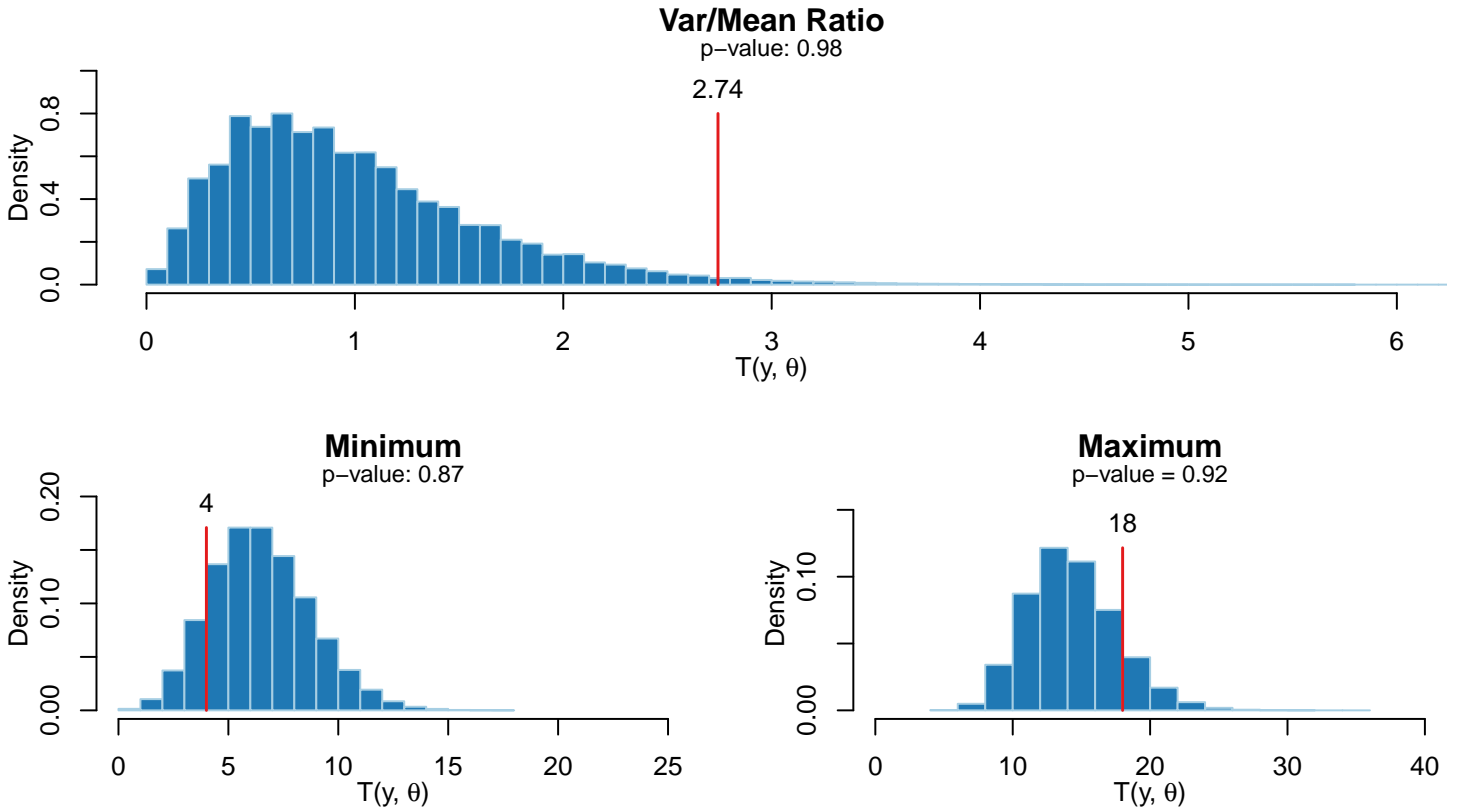 Var/Mean Ratio
p−value: 0.98
2.74
Density
0.0 0.4 0.8
0 1 2 3 4 5 6
T(y, θ)
Minimum
p−value: 0.87
4
Density
0.00 0.10 0.20
0 5 10 15 20 25
T(y, θ)
Maximum
p−value = 0.92
18
Density
0.00 0.10
0 10 20 30 40
T(y, θ)